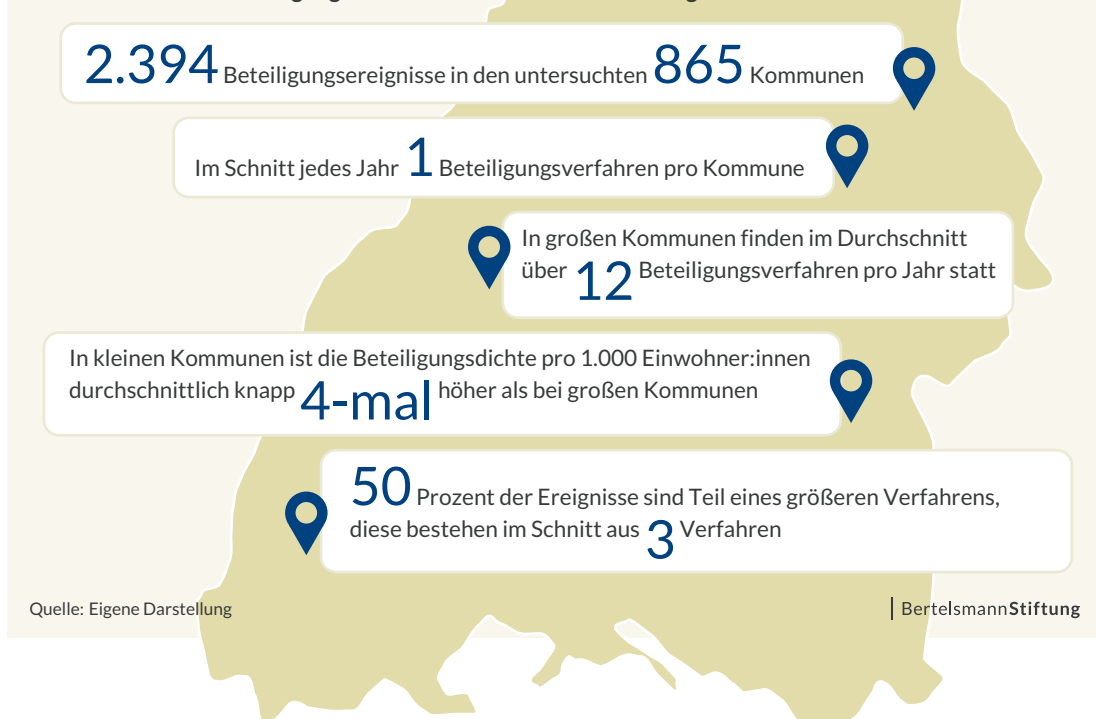 2.394 Beteiligungsereignisse in den untersuchten 865 Kommunen
Im Schnitt jedes Jahr 1 Beteiligungsverfahren pro Kommune
In großen Kommunen finden im Durchschnitt
über 12 Beteiligungsverfahren pro Jahr statt
In kleinen Kommunen ist die Beteiligungsdichte pro 1.000 Einwohner:innen
durchschnittlich knapp 4-mal höher als bei großen Kommunen
50 Prozent der Ereignisse sind Teil eines größeren Verfahrens,
diese bestehen im Schnitt aus 3 Verfahren
Quelle: Eigene Darstellung
BertelsmannStiftung